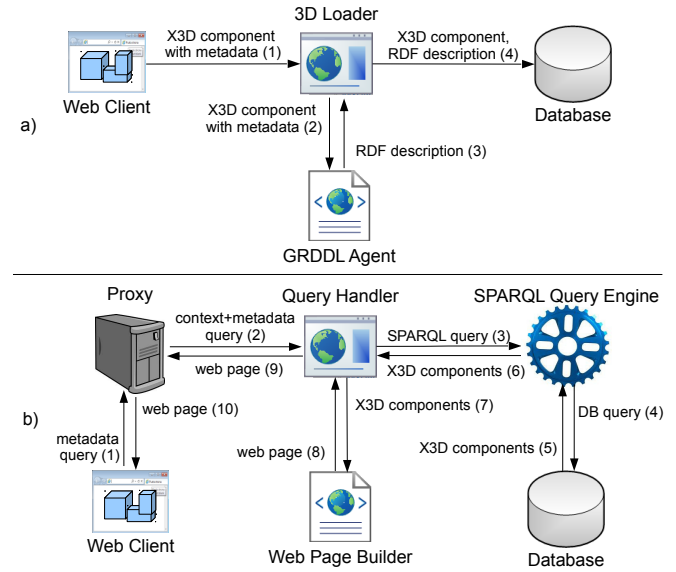 3D Loader
X3D component
with metadata (1)
X3D component,
RDF description (4)
Web Client
Database
a)
X3D component
with metadata (2)
RDF description (3)
GRDDL Agent
Proxy
Query Handler
SPARQL Query Engine
context+metadata
query (2)
SPARQL query (3)
web page (9)
X3D components (6)
web page (10)
X3D components (7)
DB query (4)
b)
metadata
query (1)
web page (8)
X3D components (5)
Web Client
Web Page Builder
Database